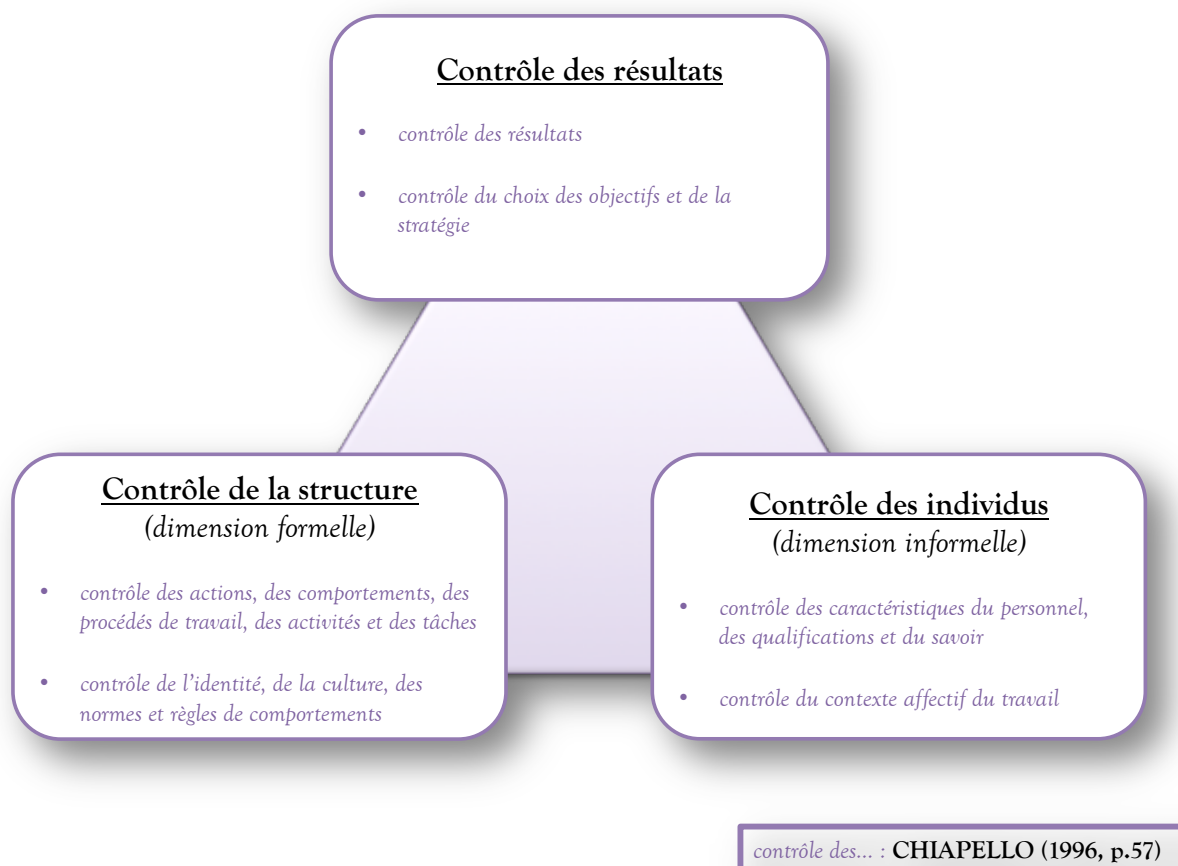 Contrôle des résultats
• contrôle des résultats
• contrôle du choix des objectifs et de la
stratégie
Contrôle de la structure
(dimension formelle)
• contrôle des actions, des comportements, des
procédés de travail, des activités et des tâches
• contrôle de l’identité, de la culture, des
normes et règles de comportements
Contrôle des individus
(dimension informelle)
• contrôle des caractéristiques du personnel,
des qualifications et du savoir
• contrôle du contexte affectif du travail
contrôle des... : CHIAPELLO (1996, p.57)